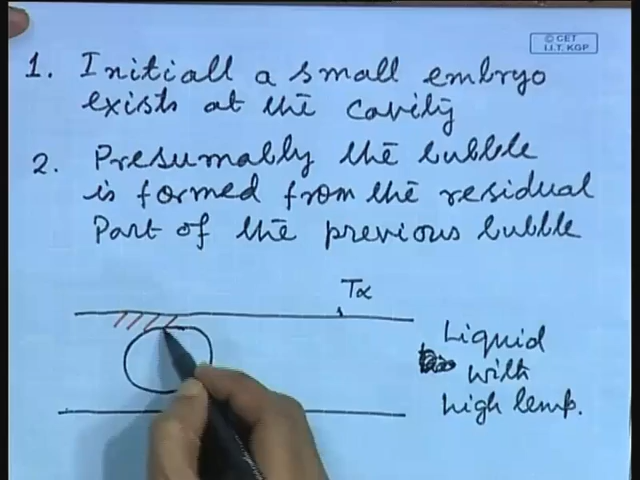 © CET
I.I.T. KGP
1. Initiall a small embryo
exists at the cavity
2. Presumally the bubble
is formed from the residual
Part of the previous bubble
T∝
Liquid
with
high temp.